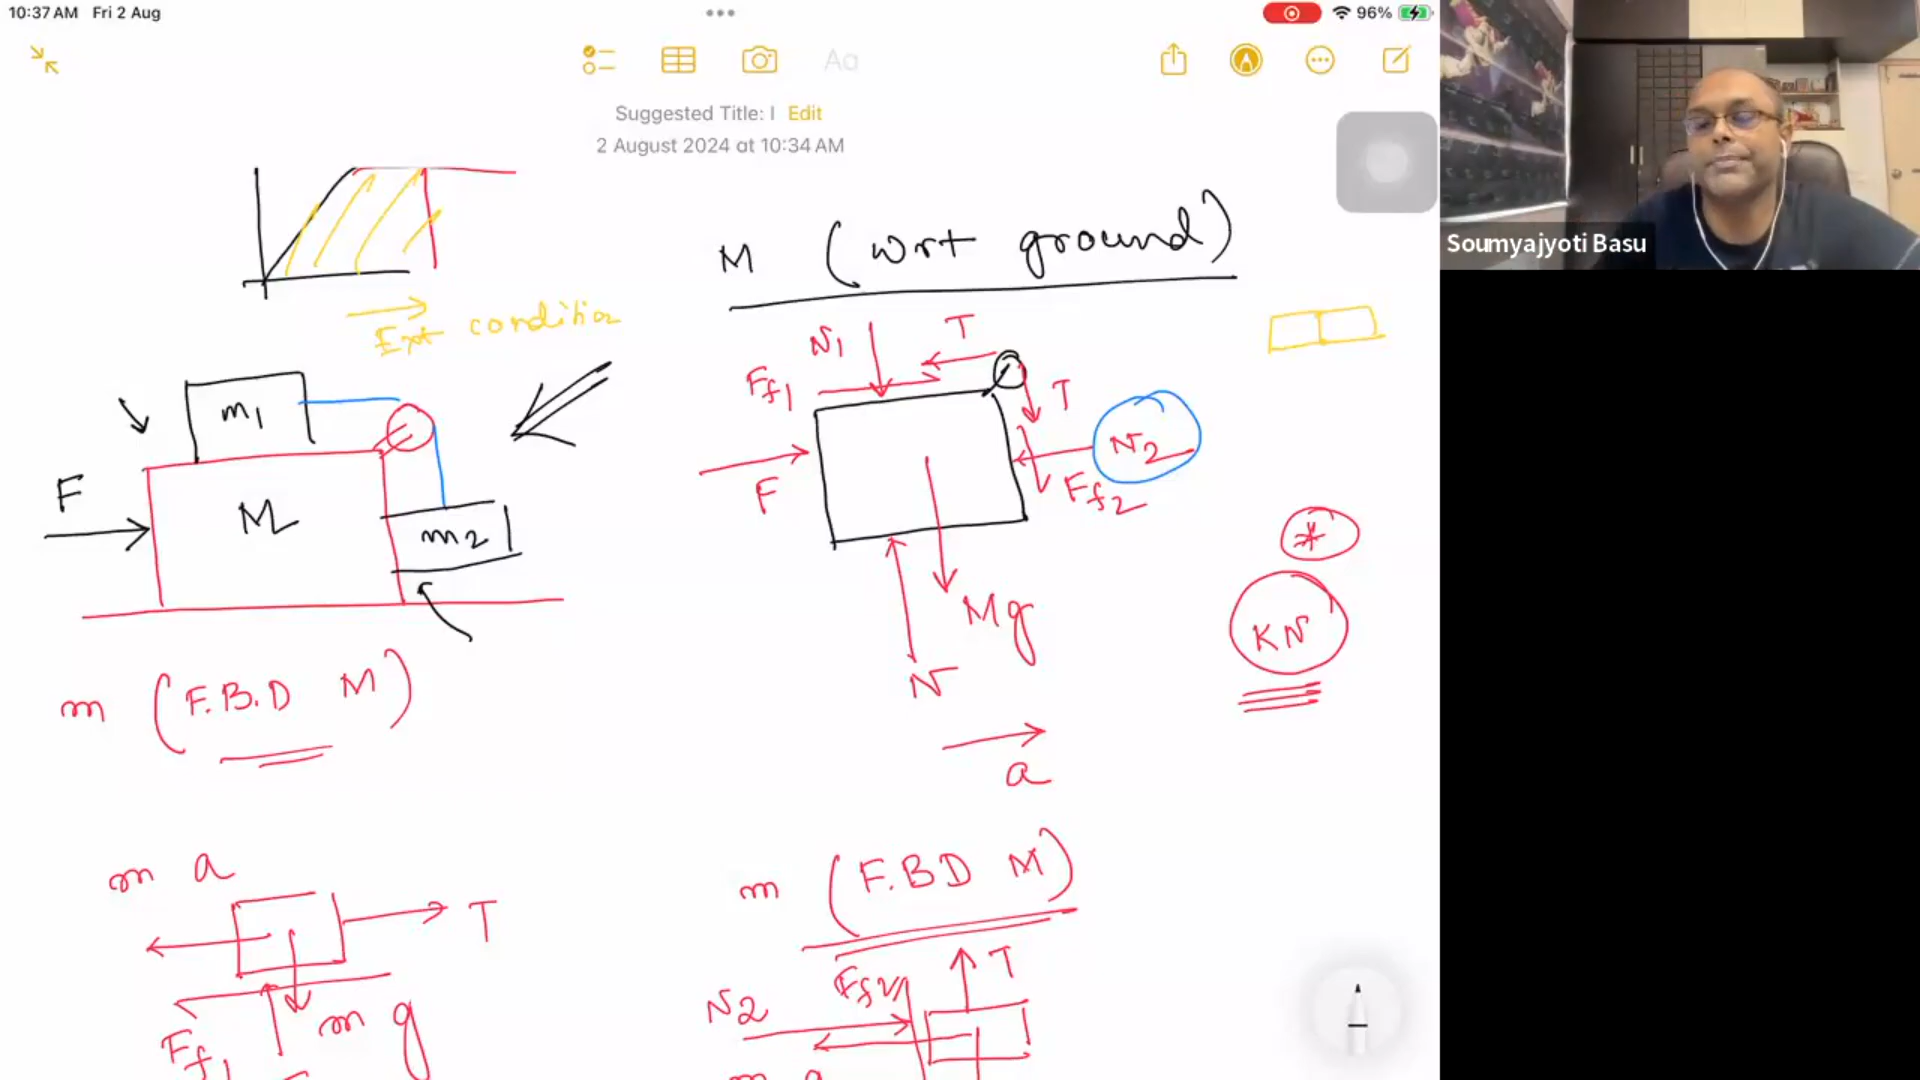 10:37 AM Fri 2 Aug
96%
Aa
Suggested Title: I Edit
2 August 2024 at 10:34 AM
Soumyajyoti Basu
Ext condition
M (wrt ground)
N1
T
Ff1
T
N2
F
Ff2
Mg
N
a
m1
F
M
m2
*
KN
m (F.B.D M)
m a
T
Ff1
m g
m (F.BD M)
Ff2
T
N2
m a